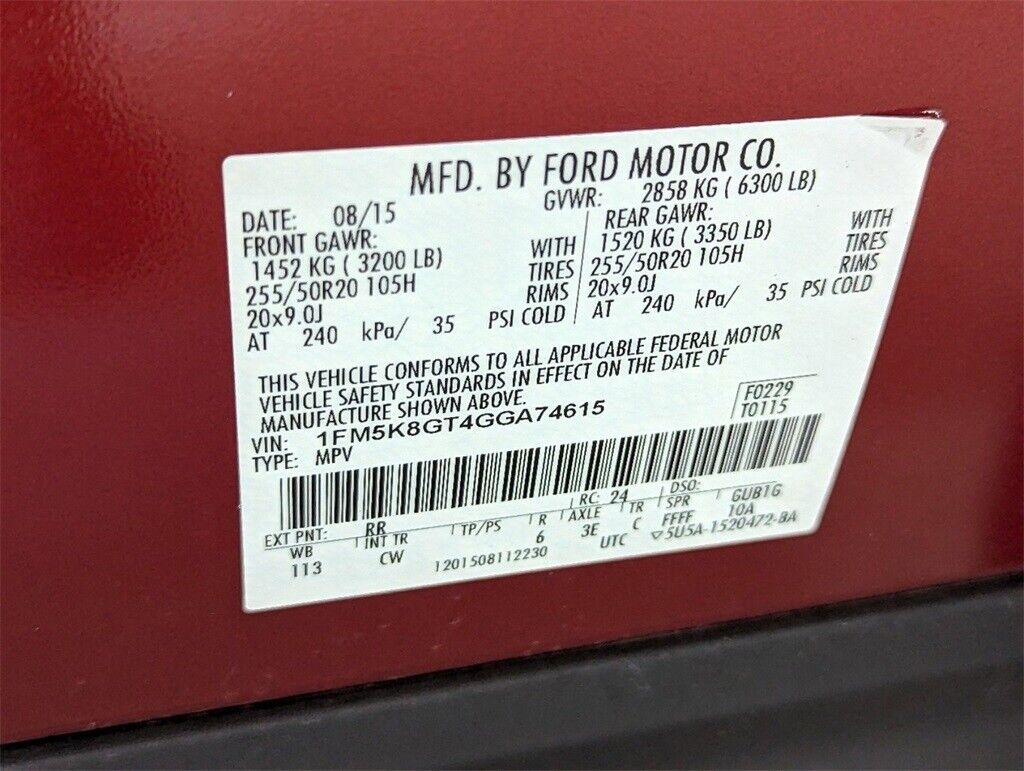 MFD. BY FORD MOTOR CO.
DATE: 08/15 GVWR: 2858 KG ( 6300 LB)
FRONT GAWR: REAR GAWR:
1452 KG ( 3200 LB) WITH 1520 KG ( 3350 LB) WITH
255/50R20 105H TIRES 255/50R20 105H TIRES
20x9.0J RIMS 20x9.0J RIMS
AT 240 kPa/ 35 PSI COLD AT 240 kPa/ 35 PSI COLD
THIS VEHICLE CONFORMS TO ALL APPLICABLE FEDERAL MOTOR
VEHICLE SAFETY STANDARDS IN EFFECT ON THE DATE OF
MANUFACTURE SHOWN ABOVE.
VIN: 1FM5K8GT4GGA74615 F0229
TYPE: MPV T0115
EXT PNT: RR RC: 24 DSO:
WB INT TR TP/PS R AXLE TR SPR GUB1G
113 CW 6 3E C FFFF 10A
1201508112230 UTC ▽5U5A-1520472-BA